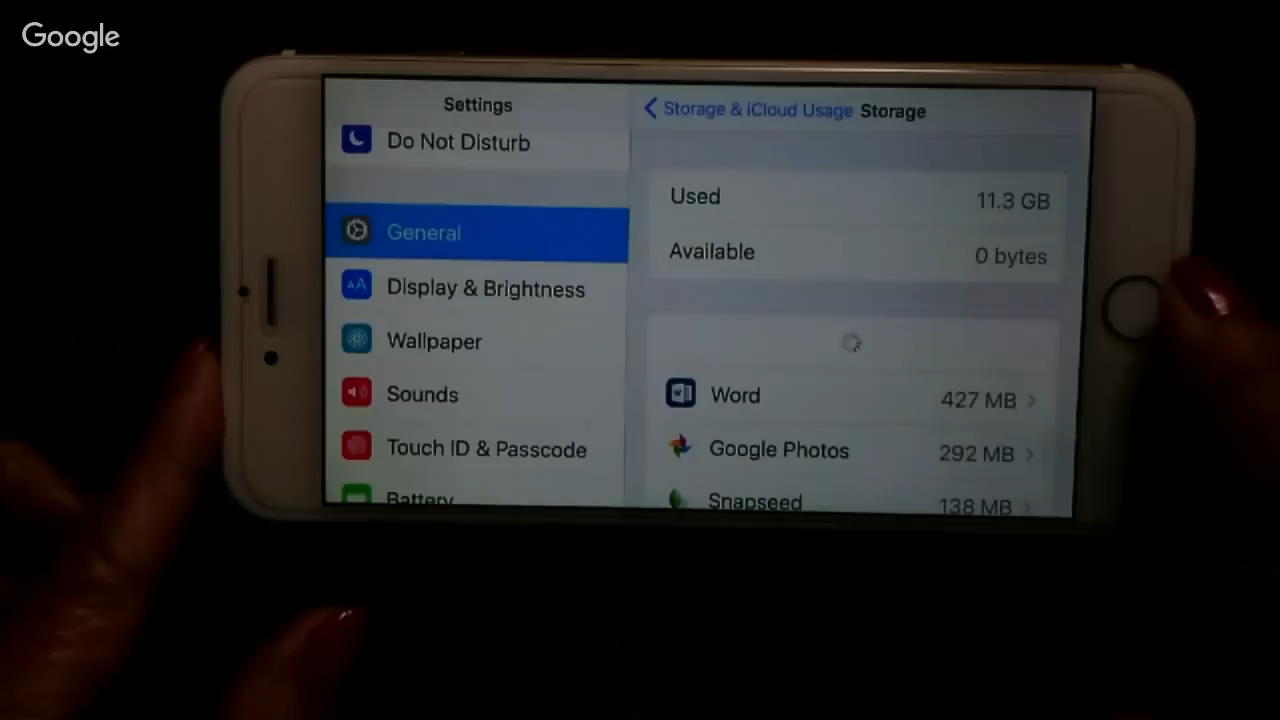 Google
Settings
Do Not Disturb
General
Display & Brightness
Wallpaper
Sounds
Touch ID & Passcode
Battery
Storage & iCloud Usage Storage
Used 11.3 GB
Available 0 bytes
Word 427 MB
Google Photos 292 MB
Snapseed 138 MB